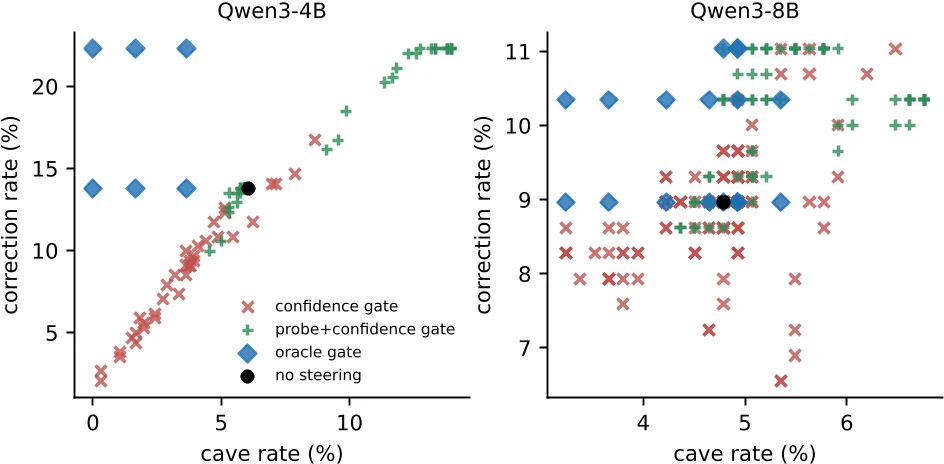 Qwen3-4B
correction rate (%)
20
15
10
5
0
5
10
cave rate (%)
confidence gate
probe+confidence gate
oracle gate
no steering
Qwen3-8B
correction rate (%)
11
10
9
8
7
4
5
6
cave rate (%)